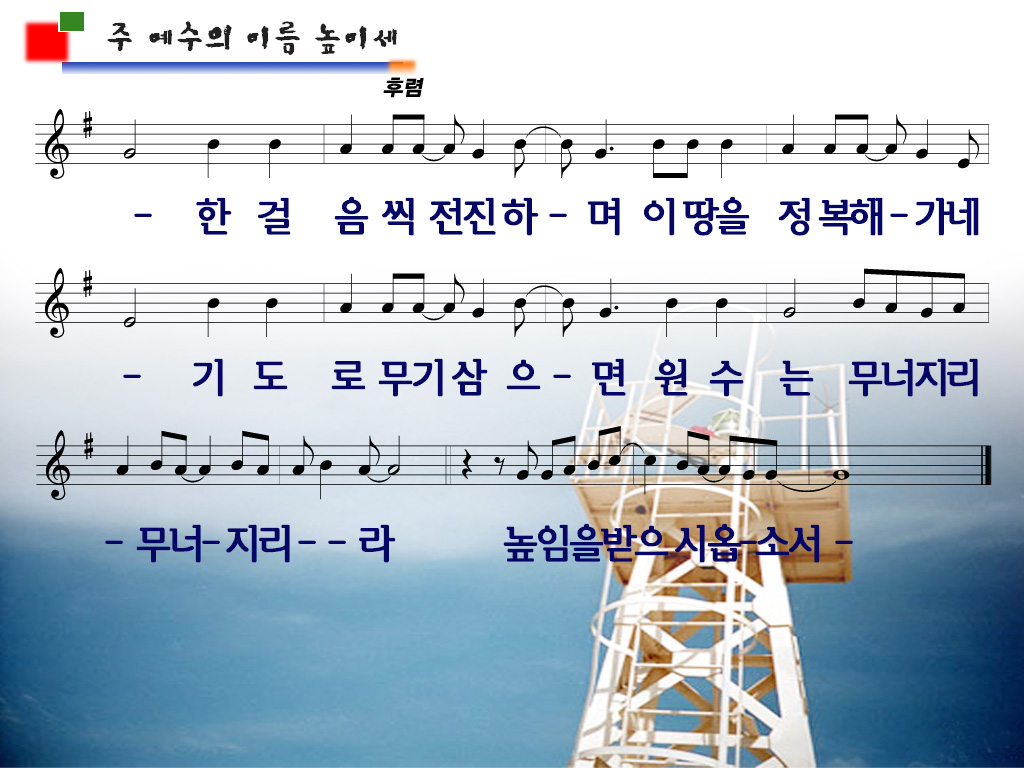 주 예수의 이름 높이세
후렴
- 한 걸 음 씩 전진 하 - 며 이 땅을 정 복해 - 가네
- 기 도 로 무기 삼 으 - 면 원 수 는 무너지리
- 무너- 지리 - - 라 높임을받으 시옵-소서 -